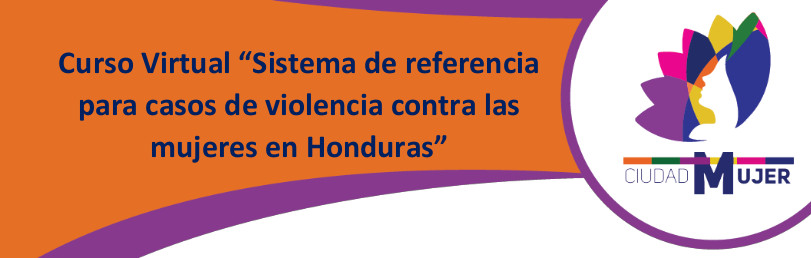 Curso Virtual “Sistema de referencia
para casos de violencia contra las
mujeres en Honduras”
CIUDAD MUJER